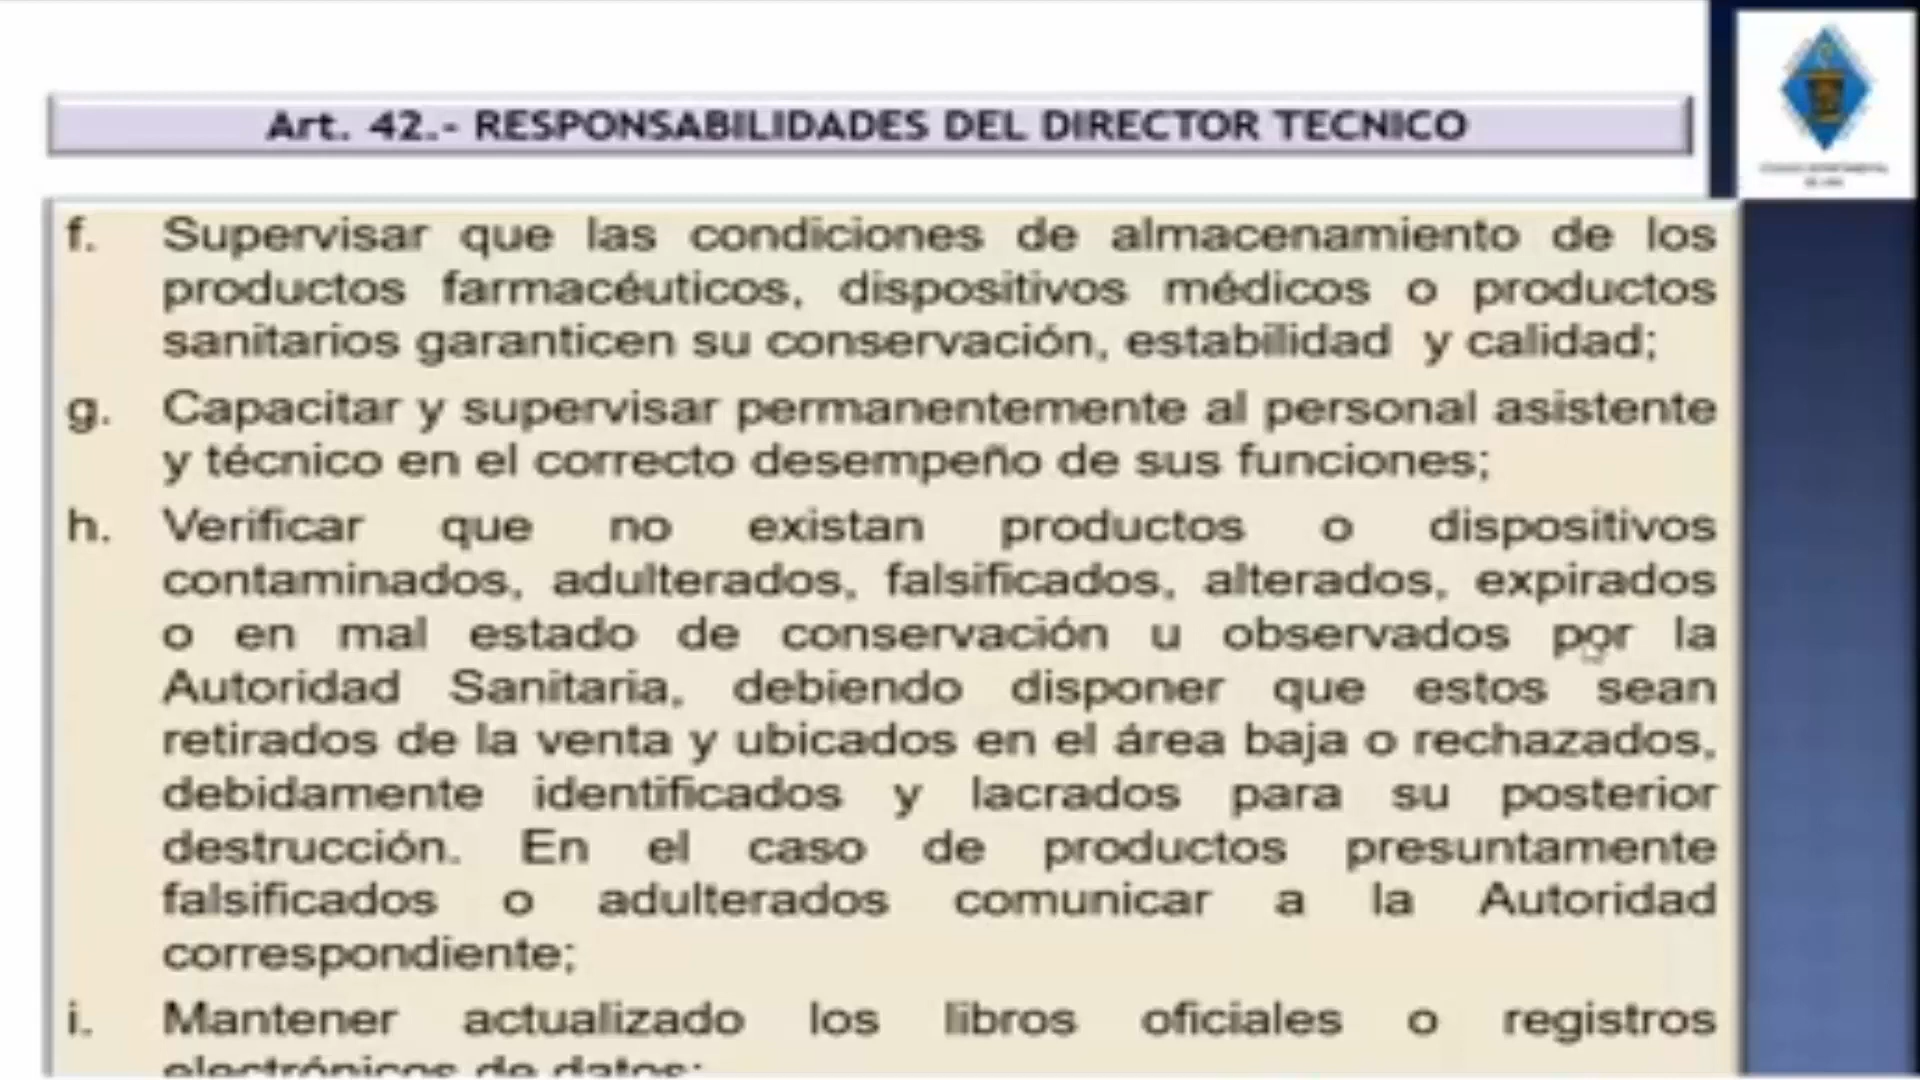 Art. 42.- RESPONSABILIDADES DEL DIRECTOR TECNICO
f. Supervisar que las condiciones de almacenamiento de los
productos farmacéuticos, dispositivos médicos o productos
sanitarios garanticen su conservación, estabilidad y calidad;
g. Capacitar y supervisar permanentemente al personal asistente
y técnico en el correcto desempeño de sus funciones;
h. Verificar que no existan productos o dispositivos
contaminados, adulterados, falsificados, alterados, expirados
o en mal estado de conservación u observados por la
Autoridad Sanitaria, debiendo disponer que estos sean
retirados de la venta y ubicados en el área baja o rechazados,
debidamente identificados y lacrados para su posterior
destrucción. En el caso de productos presuntamente
falsificados o adulterados comunicar a la Autoridad
correspondiente;
i. Mantener actualizado los libros oficiales o registros
electrónicos de datos;